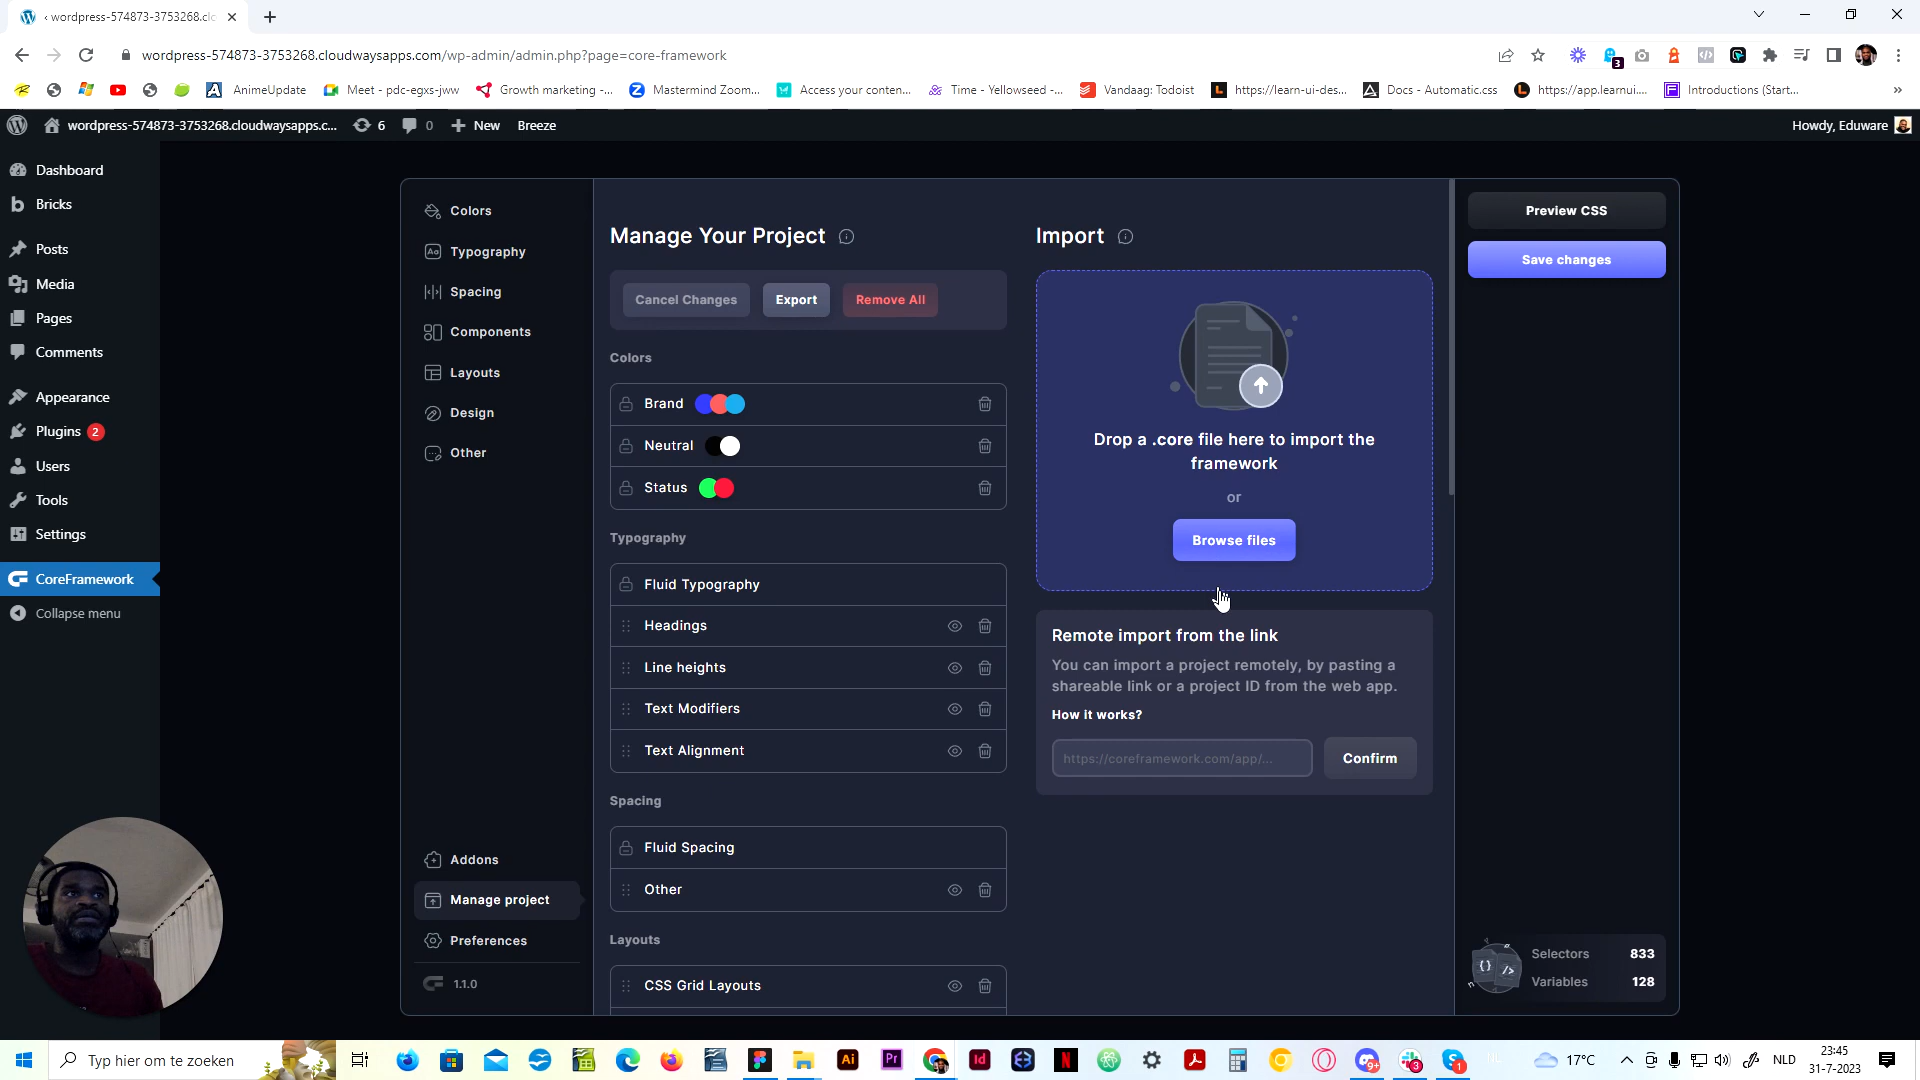 ‹ wordpress-574873-3753268.clo
wordpress-574873-3753268.cloudwaysapps.com/wp-admin/admin.php?page=core-framework
3
AnimeUpdate
Meet - pdc-egxs-jww
Growth marketing -...
Mastermind Zoom...
Access your conten...
Time - Yellowseed -...
Vandaag: Todoist
https://learn-ui-des...
Docs - Automatic.css
https://app.learnui....
Introductions (Start...
wordpress-574873-3753268.cloudwaysapps.c...
6
0
New
Breeze
Howdy, Eduware
Dashboard
Bricks
Posts
Media
Pages
Comments
Appearance
Plugins 2
Users
Tools
Settings
CoreFramework
Collapse menu
Colors
Typography
Spacing
Components
Layouts
Design
Other
Addons
Manage project
Preferences
1.1.0
Manage Your Project
Cancel Changes
Export
Remove All
Colors
Brand
Neutral
Status
Typography
Fluid Typography
Headings
Line heights
Text Modifiers
Text Alignment
Spacing
Fluid Spacing
Other
Layouts
CSS Grid Layouts
Import
Drop a .core file here to import the
framework
or
Browse files
Remote import from the link
You can import a project remotely, by pasting a
shareable link or a project ID from the web app.
How it works?
https://coreframework.com/app/...
Confirm
Preview CSS
Save changes
Selectors 833
Variables 128
Typ hier om te zoeken
Ai
Pr
Id
N
9+
3
1
17°C
NLD
23:45
31-7-2023